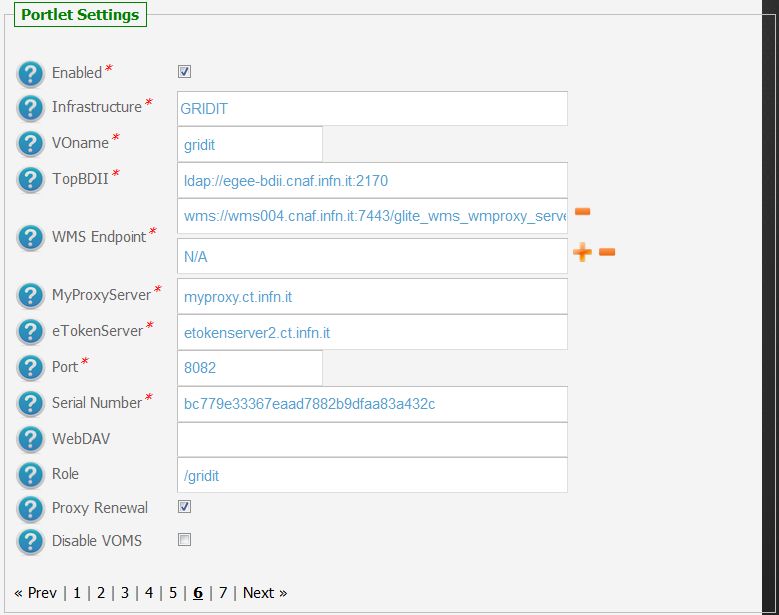 Portlet Settings
Enabled*
Infrastructure* GRIDIT
VOname* gridit
TopBDII* ldap://egee-bdii.cnaf.infn.it:2170
wms://wms004.cnaf.infn.it:7443/glite_wms_wmproxy_serve
WMS Endpoint*
N/A
MyProxyServer* myproxy.ct.infn.it
eTokenServer* etokenserver2.ct.infn.it
Port* 8082
Serial Number* bc779e33367eaad7882b9dfaa83a432c
WebDAV
Role /gridit
Proxy Renewal
Disable VOMS
« Prev | 1 | 2 | 3 | 4 | 5 | 6 | 7 | Next »